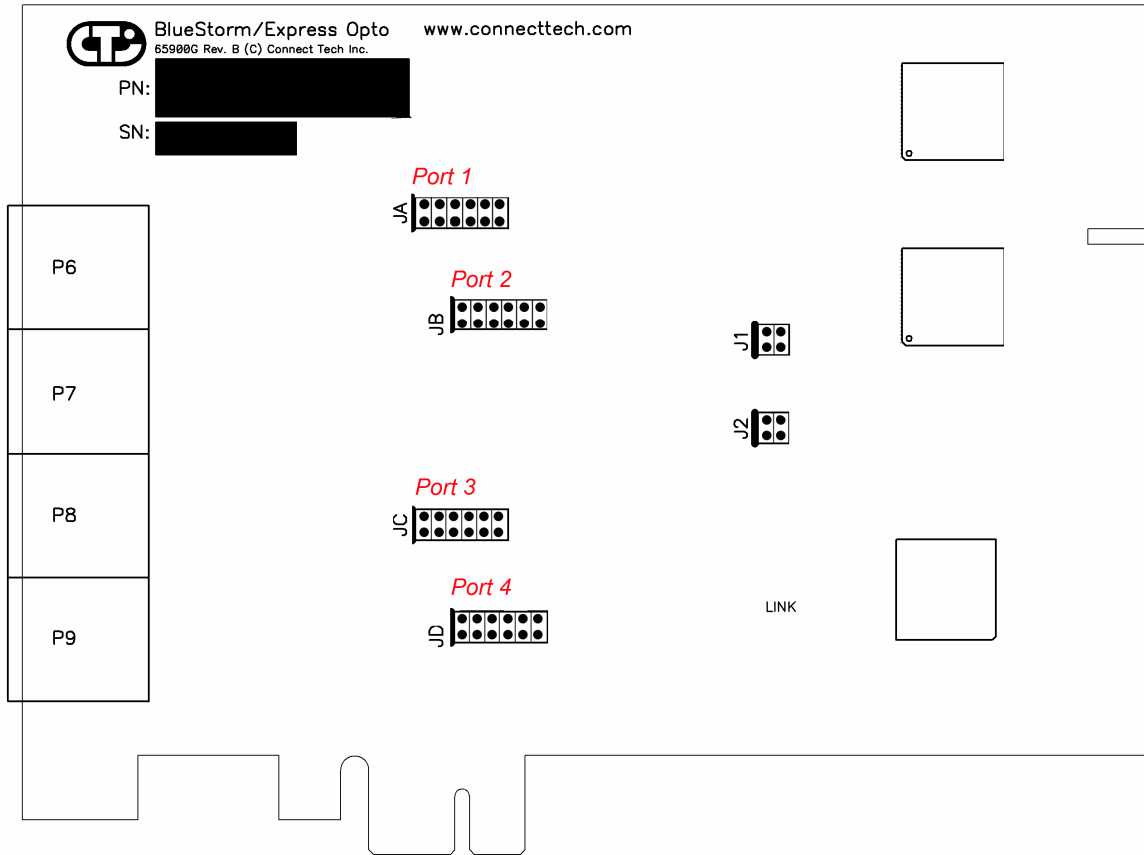 CTi
BlueStorm/Express Opto
www.connecttech.com
65900G Rev. B (C) Connect Tech Inc.
PN:
SN:
Port 1
JA
P6
Port 2
JB
J1
P7
J2
Port 3
P8
JC
Port 4
LINK
P9
JD